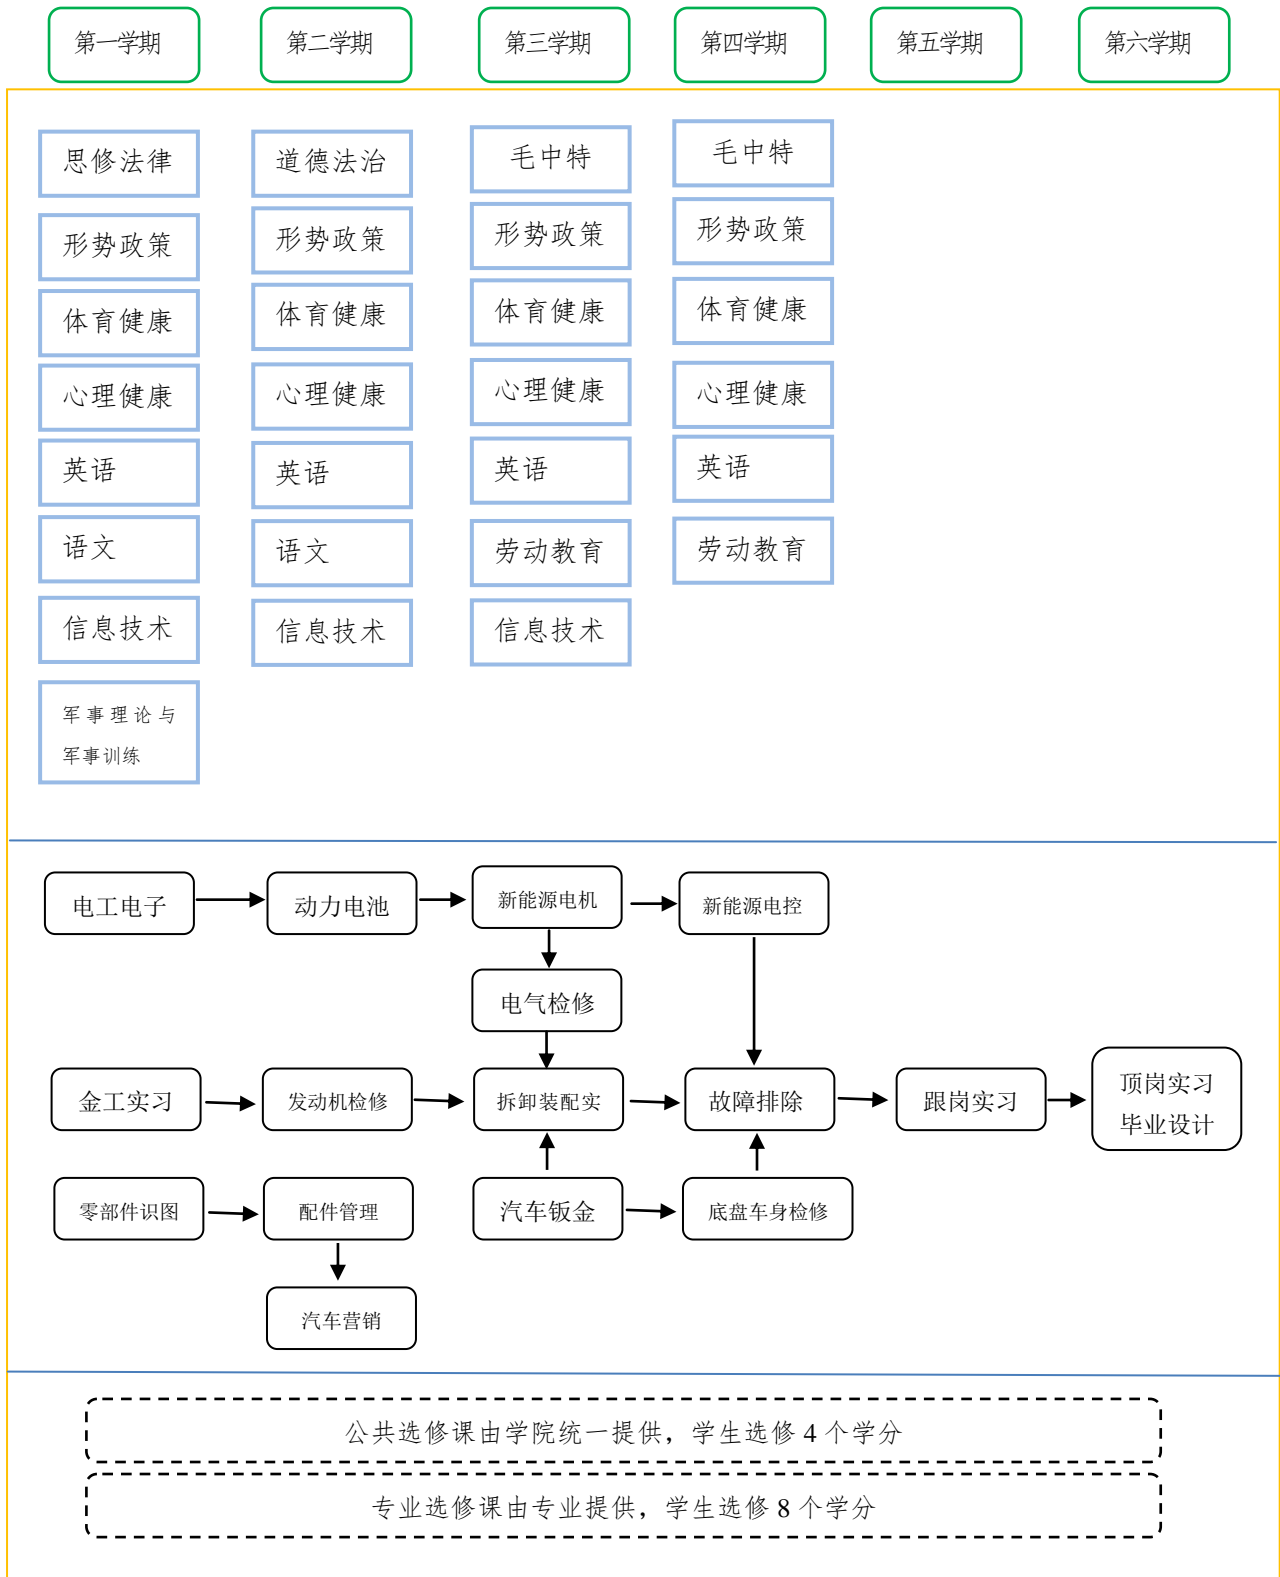 第一学期
第二学期
第三学期
第四学期
第五学期
第六学期
思修法律
道德法治
毛中特
毛中特
形势政策
形势政策
形势政策
形势政策
体育健康
体育健康
体育健康
体育健康
心理健康
心理健康
心理健康
心理健康
英语
英语
英语
英语
语文
语文
劳动教育
劳动教育
信息技术
信息技术
信息技术
军事理论与
军事训练
电工电子
动力电池
新能源电机
新能源电控
电气检修
金工实习
发动机检修
拆卸装配实
故障排除
跟岗实习
顶岗实习
毕业设计
零部件识图
配件管理
汽车钣金
底盘车身检修
汽车营销
公共选修课由学院统一提供，学生选修 4 个学分
专业选修课由专业提供，学生选修 8 个学分